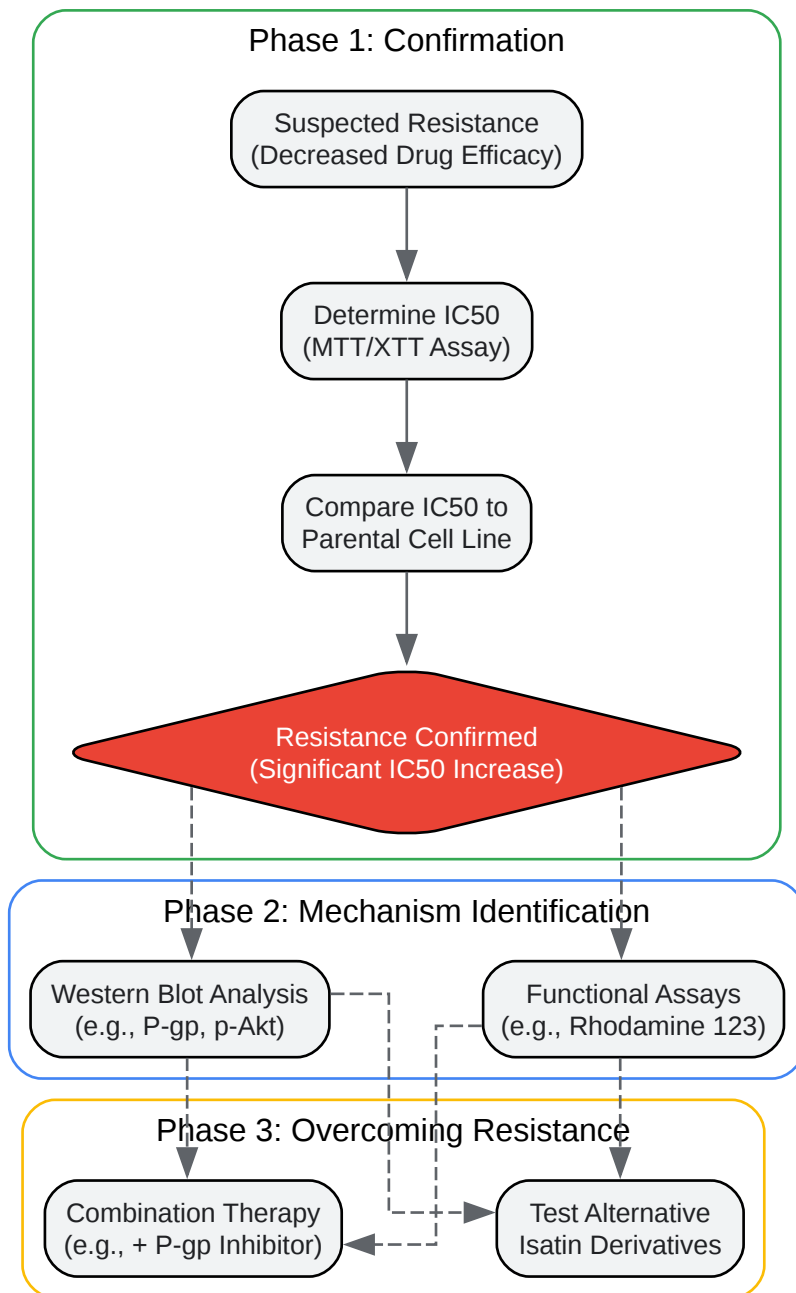 Phase 1: Confirmation
Suspected Resistance
(Decreased Drug Efficacy)
Determine IC50
(MTT/XTT Assay)
Compare IC50 to
Parental Cell Line
Resistance Confirmed
(Significant IC50 Increase)
Phase 2: Mechanism Identification
Western Blot Analysis
(e.g., P-gp, p-Akt)
Functional Assays
(e.g., Rhodamine 123)
Phase 3: Overcoming Resistance
Combination Therapy
(e.g., + P-gp Inhibitor)
Test Alternative
Isatin Derivatives